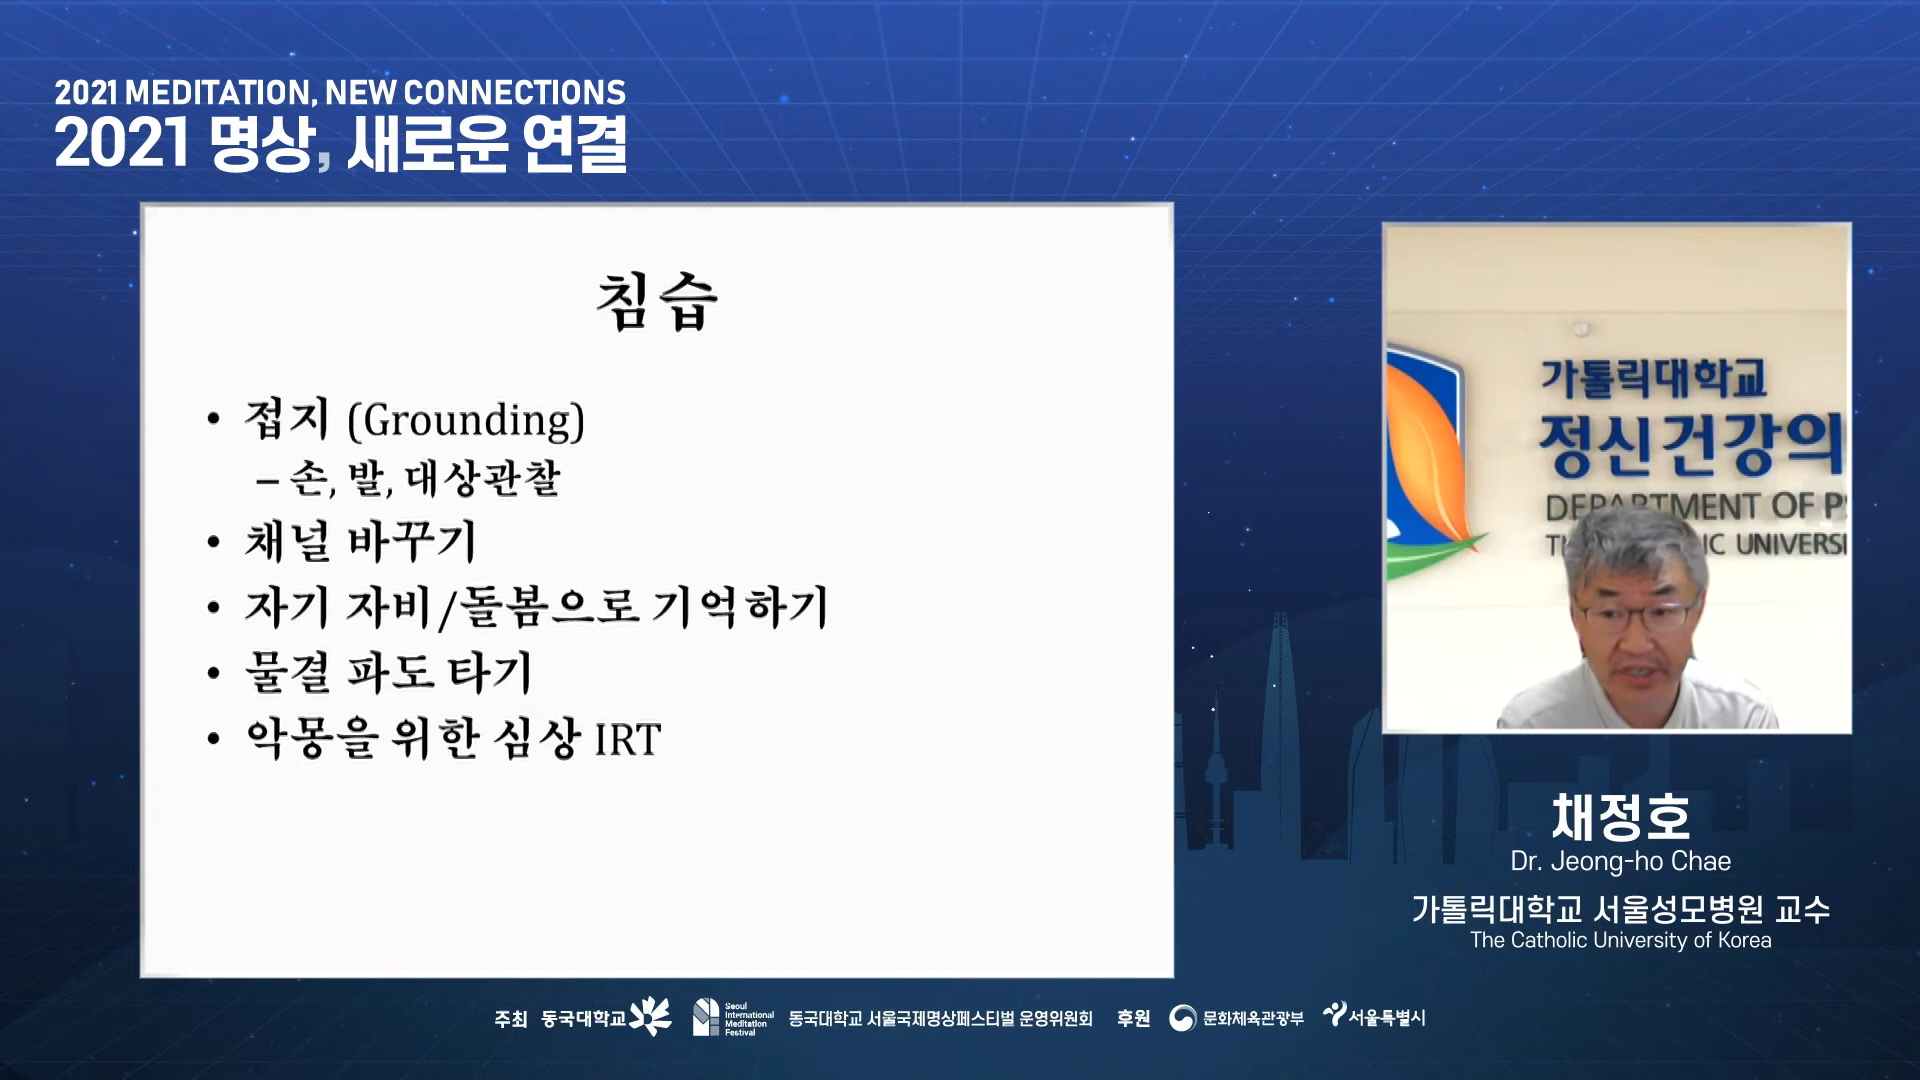 2021 MEDITATION, NEW CONNECTIONS
2021 명상, 새로운 연결
침습
• 접지 (Grounding)
– 손, 발, 대상관찰
• 채널 바꾸기
• 자기 자비/돌봄으로 기억하기
• 물결 파도 타기
• 악몽을 위한 심상 IRT
가톨릭대학교
정신건강의
DEPARTMENT OF
UNIVERSI
채정호
Dr. Jeong-ho Chae
가톨릭대학교 서울성모병원 교수
The Catholic University of Korea
주최 동국대학교
Seoul
International
Meditation
Festival
동국대학교 서울국제명상페스티벌 운영위원회
후원 문화체육관광부 서울특별시